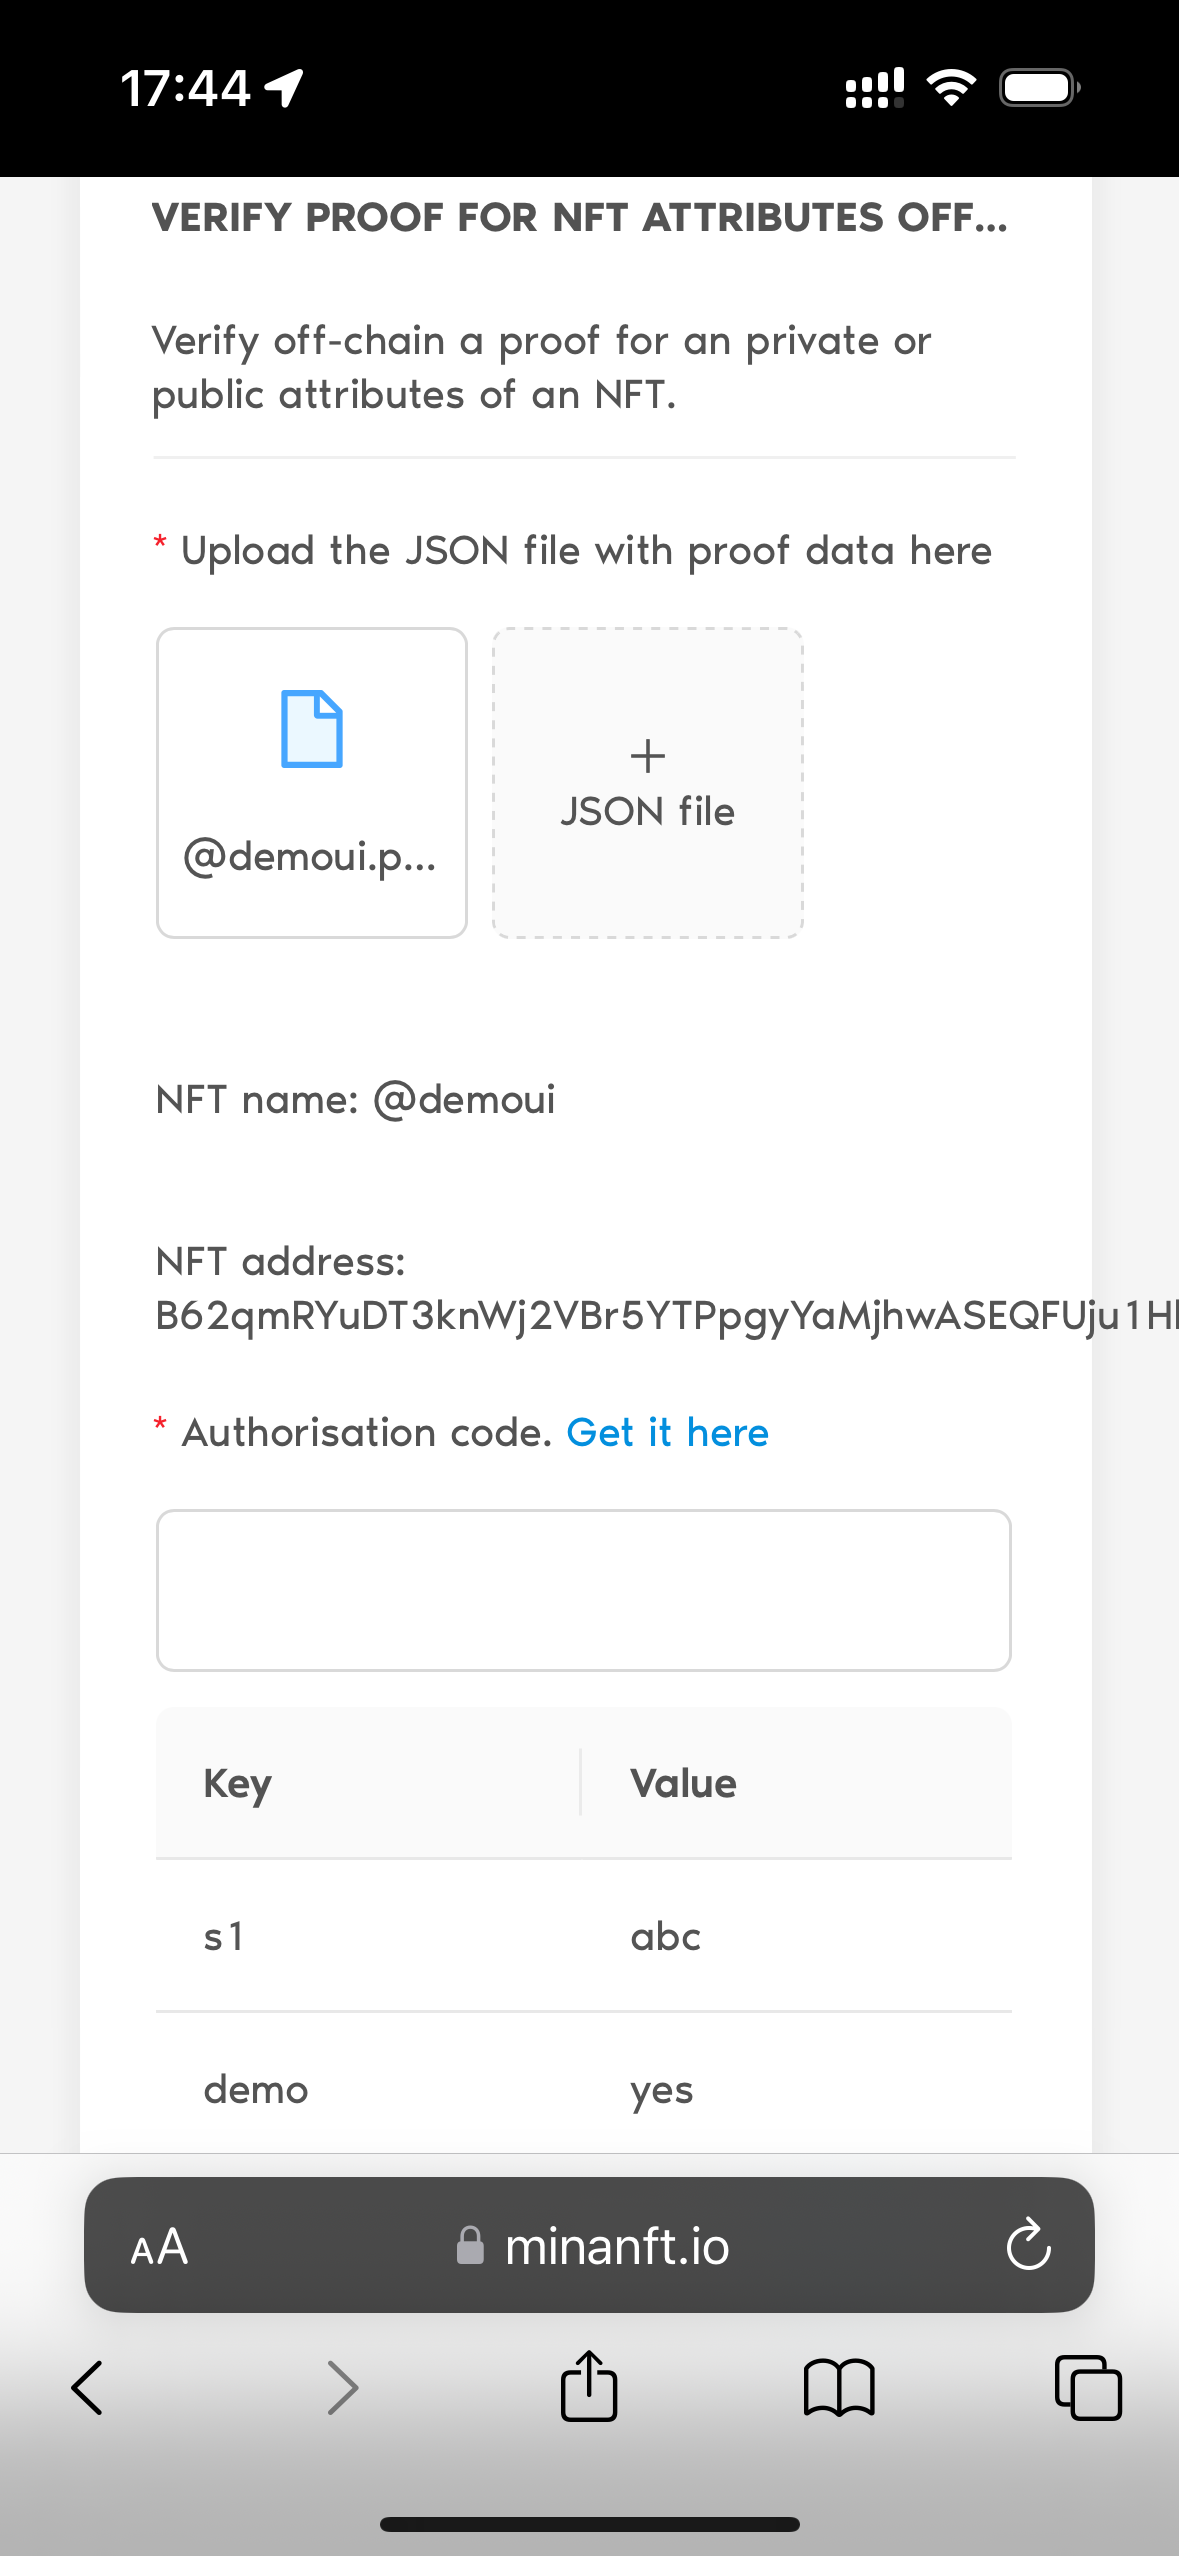 17:44
VERIFY PROOF FOR NFT ATTRIBUTES OFF...
Verify off-chain a proof for an private or
public attributes of an NFT.
* Upload the JSON file with proof data here
@demoui.p...
+
JSON file
NFT name: @demoui
NFT address:
B62qmRYuDT3knWj2VBr5YTPpgyYaMjhwASEQFUju1H
* Authorisation code. Get it here
Key Value
s1 abc
demo yes
AA minanft.io